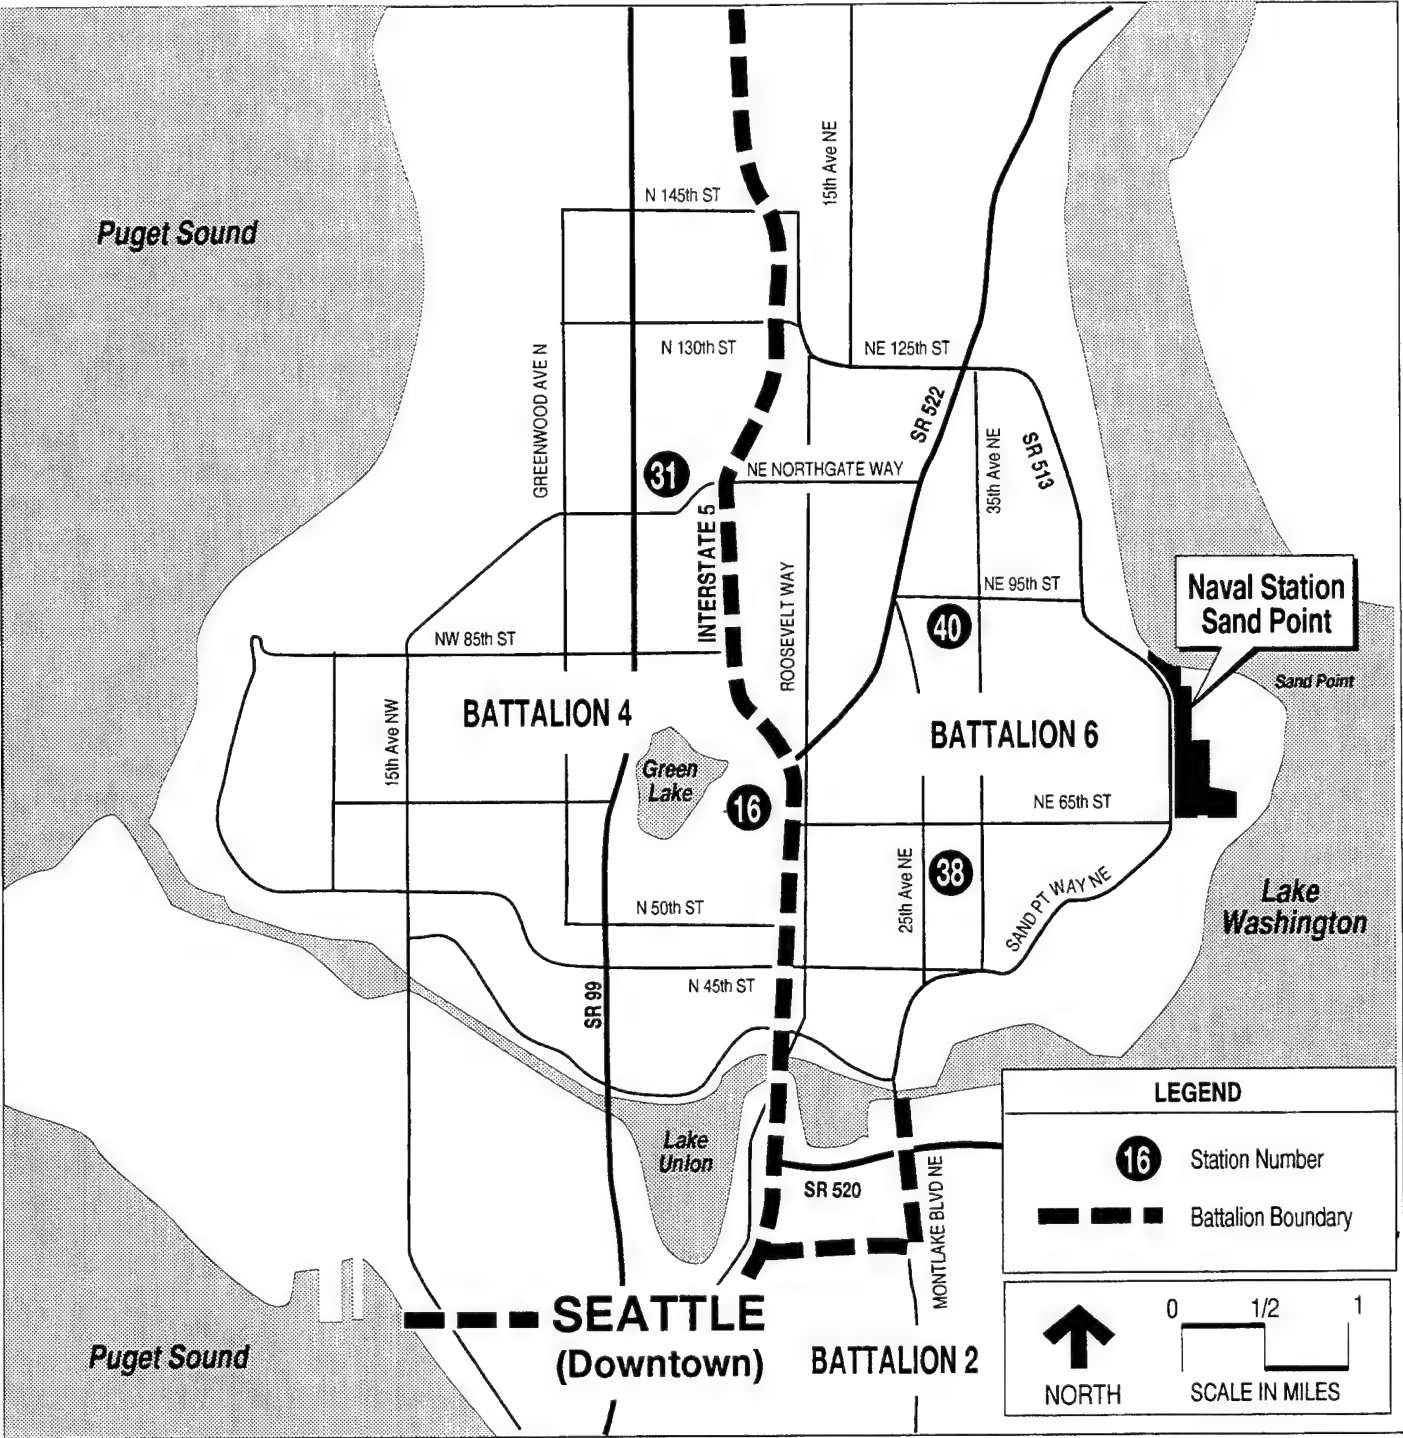 15th Ave NE
N 145th ST
Puget Sound
N 130th ST
NE 125th ST
GREENWOOD AVE N
SR 522
35th Ave NE
SR 513
31
NE NORTHGATE WAY
INTERSTATE 5
ROOSEVELT WAY
NE 95th ST
Naval Station
Sand Point
40
NW 85th ST
Sand Point
15th Ave NW
BATTALION 4
BATTALION 6
Green
Lake
16
NE 65th ST
25th Ave NE
38
SAND PT WAY NE
Lake
Washington
N 50th ST
N 45th ST
SR 99
LEGEND
16
Station Number
Battalion Boundary
Lake
Union
SR 520
MONTLAKE BLVD NE
SEATTLE
(Downtown)
BATTALION 2
Puget Sound
NORTH
0 1/2 1
SCALE IN MILES